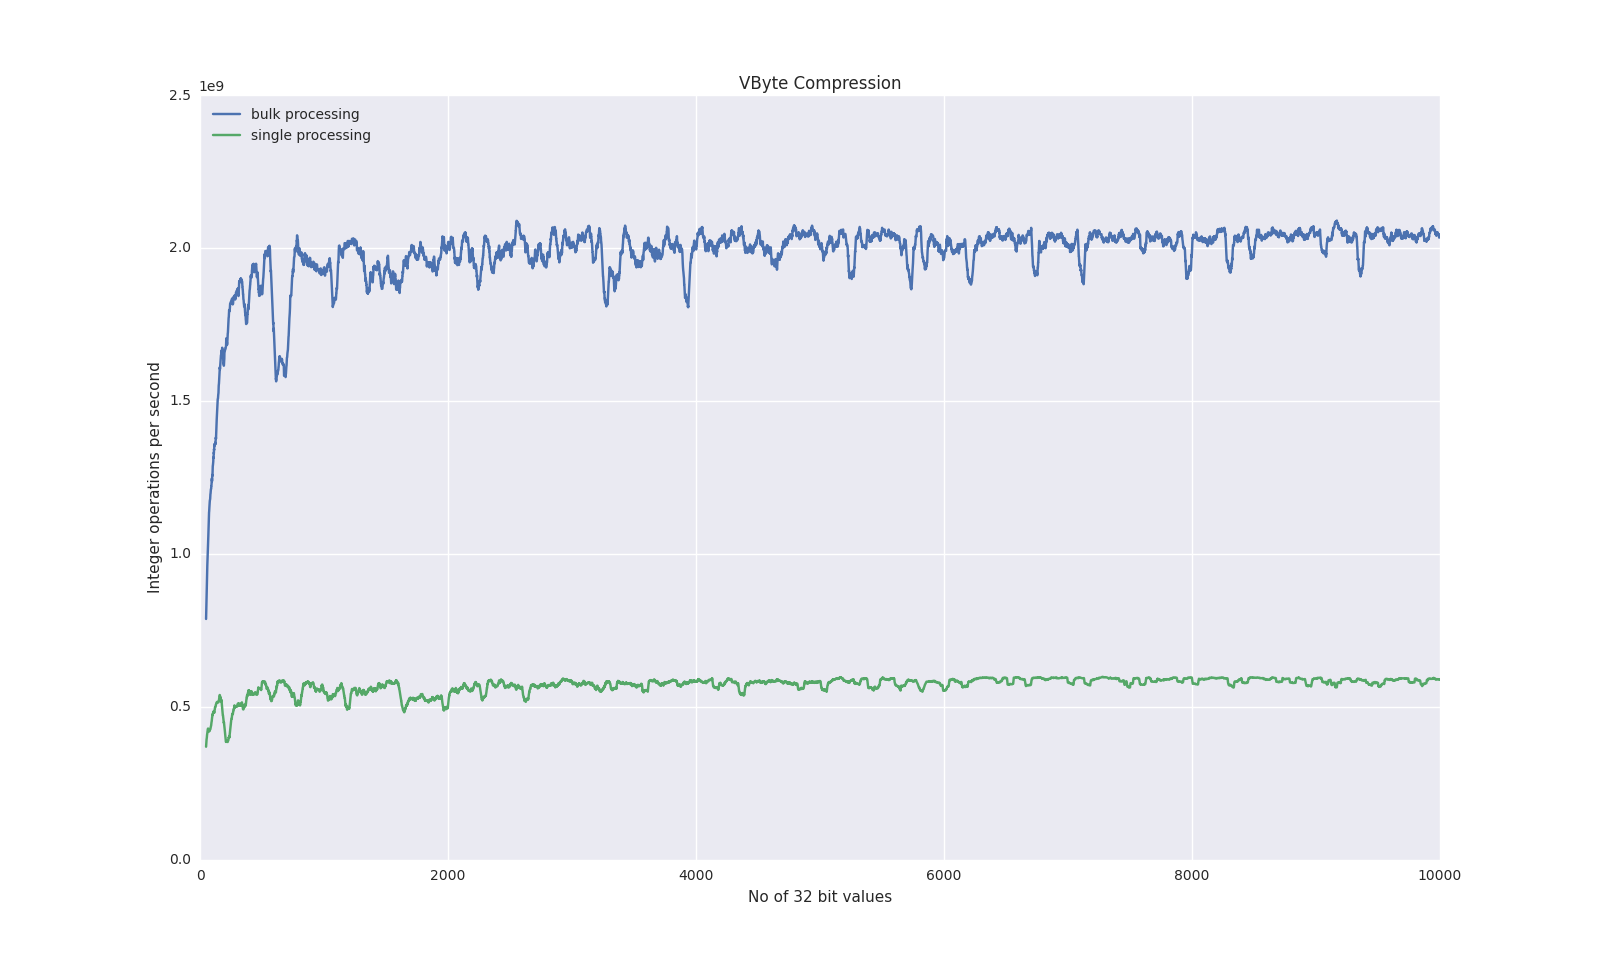 VByte Compression
1e9
bulk processing
single processing
2.5
2.0
1.5
1.0
0.5
0.0
Integer operations per second
0 2000 4000 6000 8000 10000
No of 32 bit values